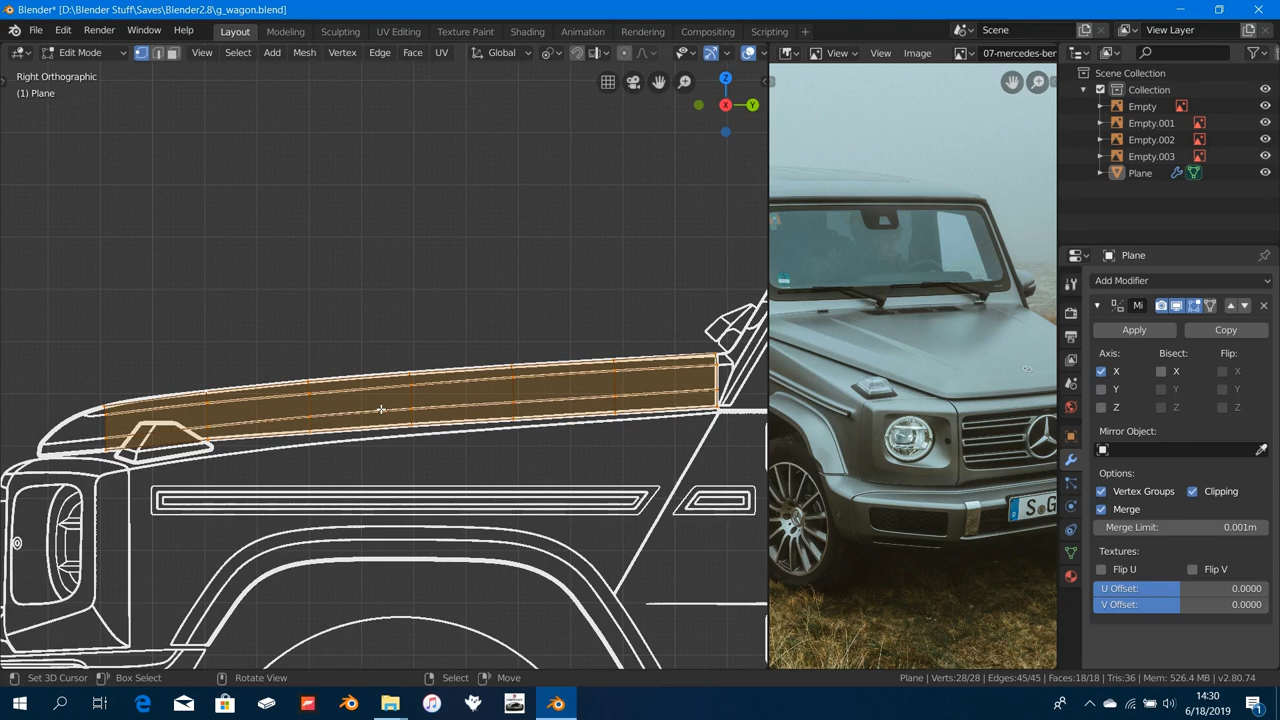 Blender* [D:\Blender Stuff\Saves\Blender2.8\g_wagon.blend]
File Edit Render Window Help Layout Modeling Sculpting UV Editing Texture Paint Shading Animation Rendering Compositing Scripting + Scene View Layer
Edit Mode View Select Add Mesh Vertex Edge Face UV Global View View Image 07-mercedes-ber
Right Orthographic
(1) Plane
Z
X
Y
Scene Collection
Collection
Empty
Empty.001
Empty.002
Empty.003
Plane
Plane
Add Modifier
Mi
Apply Copy
Axis: Bisect: Flip:
X X X
Y Y Y
Z Z Z
Mirror Object:
Options:
Vertex Groups Clipping
Merge
Merge Limit: 0.001m
Textures:
Flip U Flip V
U Offset: 0.0000
V Offset: 0.0000
S G
Set 3D Cursor Box Select Rotate View Select Move Plane | Verts:28/28 | Edges:45/45 | Faces:18/18 | Tris:36 | Mem: 526.4 MB | v2.80.74
14:30
6/18/2019
1